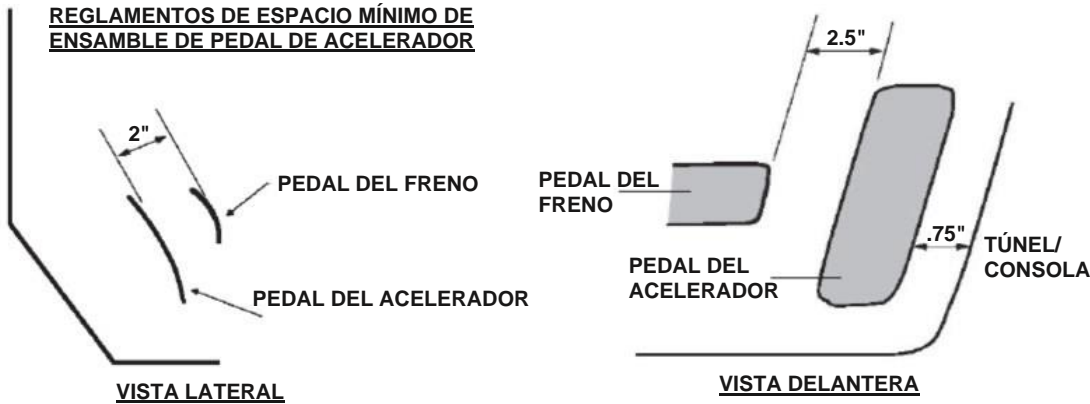 REGLAMENTOS DE ESPACIO MÍNIMO DE
ENSAMBLE DE PEDAL DE ACELERADOR
2"
PEDAL DEL FRENO
PEDAL DEL ACELERADOR
VISTA LATERAL
2.5"
PEDAL DEL
FRENO
.75"
TÚNEL/
CONSOLA
PEDAL DEL
ACELERADOR
VISTA DELANTERA